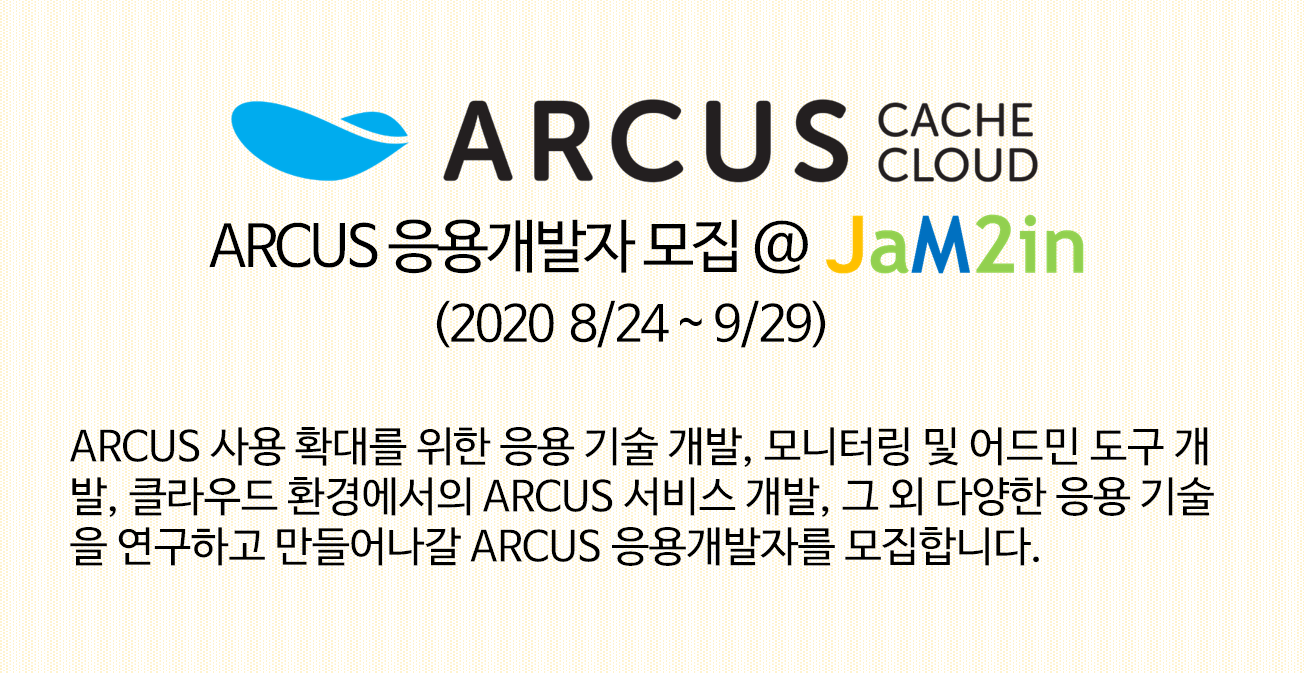 ARCUS CACHE
CLOUD
ARCUS 응용개발자 모집 @ JaM2in
(2020 8/24 ~ 9/29)
ARCUS 사용 확대를 위한 응용 기술 개발, 모니터링 및 어드민 도구 개
발, 클라우드 환경에서의 ARCUS 서비스 개발, 그 외 다양한 응용 기술
을 연구하고 만들어나갈 ARCUS 응용개발자를 모집합니다.